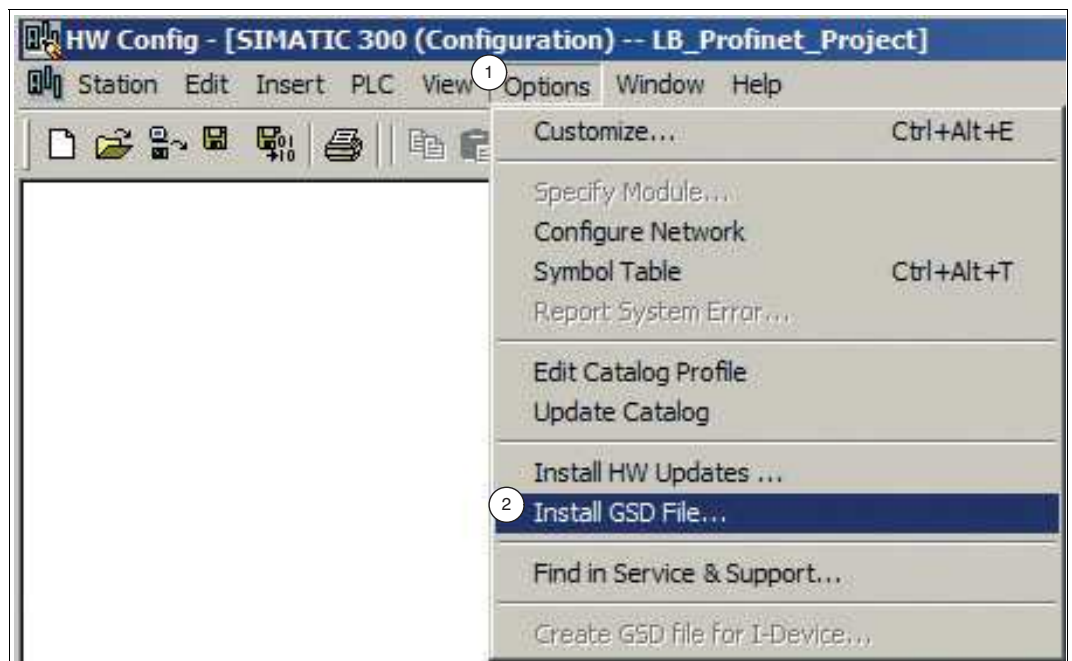 HW Config - [SIMATIC 300 (Configuration) -- LB_Profinet_Project]
Station Edit Insert PLC View 1 Options Window Help
Customize... Ctrl+Alt+E
Specify Module...
Configure Network
Symbol Table Ctrl+Alt+T
Report System Error...
Edit Catalog Profile
Update Catalog
Install HW Updates ...
2 Install GSD File...
Find in Service & Support...
Create GSD file for I-Device...